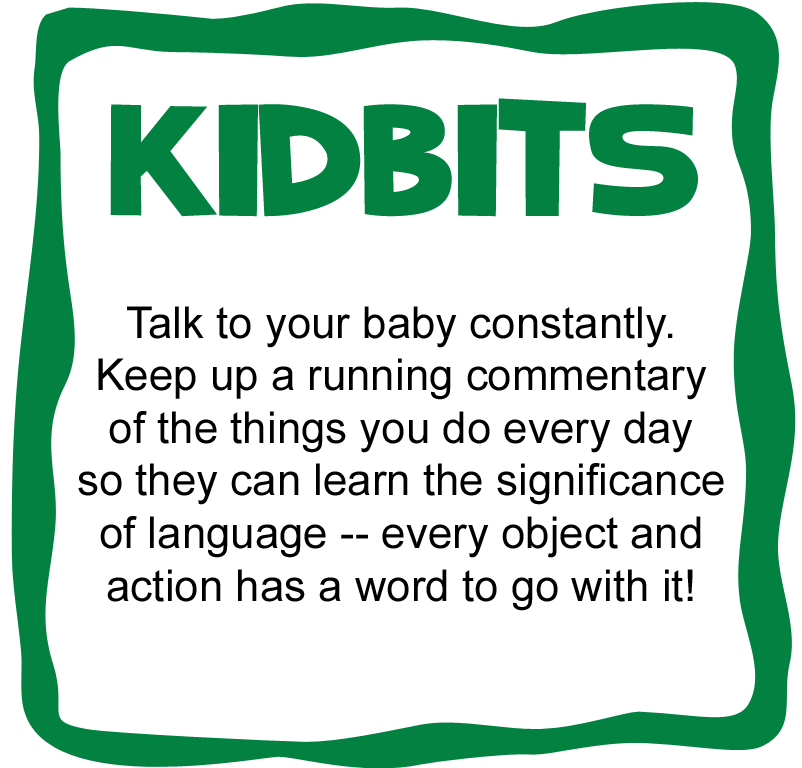 KIDBITS
Talk to your baby constantly.
Keep up a running commentary
of the things you do every day
so they can learn the significance
of language -- every object and
action has a word to go with it!